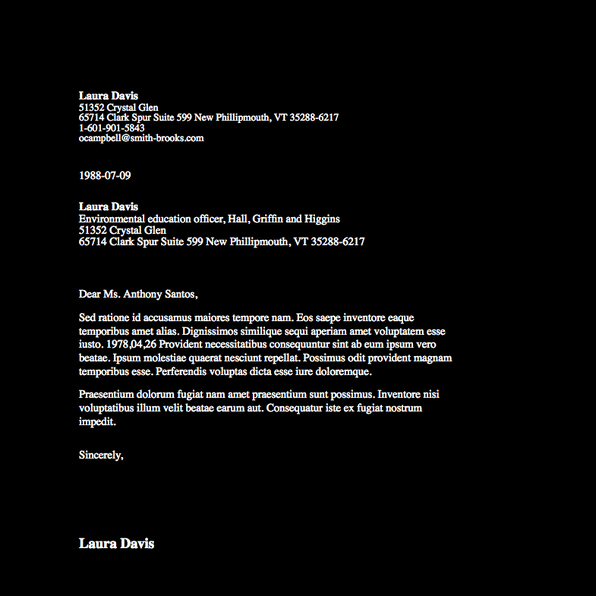 Laura Davis
51352 Crystal Glen
65714 Clark Spur Suite 599 New Phillipmouth, VT 35288-6217
1-601-901-5843
ocampbell@smith-brooks.com
1988-07-09
Laura Davis
Environmental education officer, Hall, Griffin and Higgins
51352 Crystal Glen
65714 Clark Spur Suite 599 New Phillipmouth, VT 35288-6217
Dear Ms. Anthony Santos,
Sed ratione id accusamus maiores tempore nam. Eos saepe inventore eaque
temporibus amet alias. Dignissimos similique sequi aperiam amet voluptatem esse
iusto. 1978,04,26 Provident necessitatibus consequuntur sint ab eum ipsum vero
beatae. Ipsum molestiae quaerat nesciunt repellat. Possimus odit provident magnam
temporibus esse. Perferendis voluptas dicta esse iure doloremque.
Praesentium dolorum fugiat nam amet praesentium sunt possimus. Inventore nisi
voluptatibus illum velit beatae earum aut. Consequatur iste ex fugiat nostrum
impedit.
Sincerely,
Laura Davis